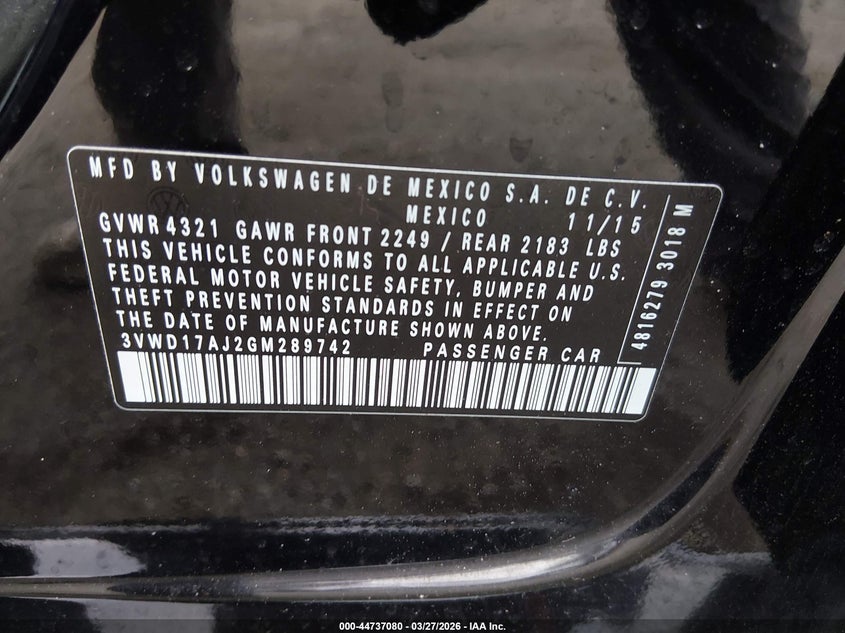 MFD BY VOLKSWAGEN DE MEXICO S.A. DE C.V.
MEXICO 11/15
GVWR 4321 GAWR FRONT 2249 / REAR 2183 LBS
THIS VEHICLE CONFORMS TO ALL APPLICABLE U.S.
FEDERAL MOTOR VEHICLE SAFETY, BUMPER AND
THEFT PREVENTION STANDARDS IN EFFECT ON
THE DATE OF MANUFACTURE SHOWN ABOVE.
3VWD17AJ2GM289742 PASSENGER CAR
4816279 3018 M
000-44737080 - 03/27/2026 - IAA Inc.